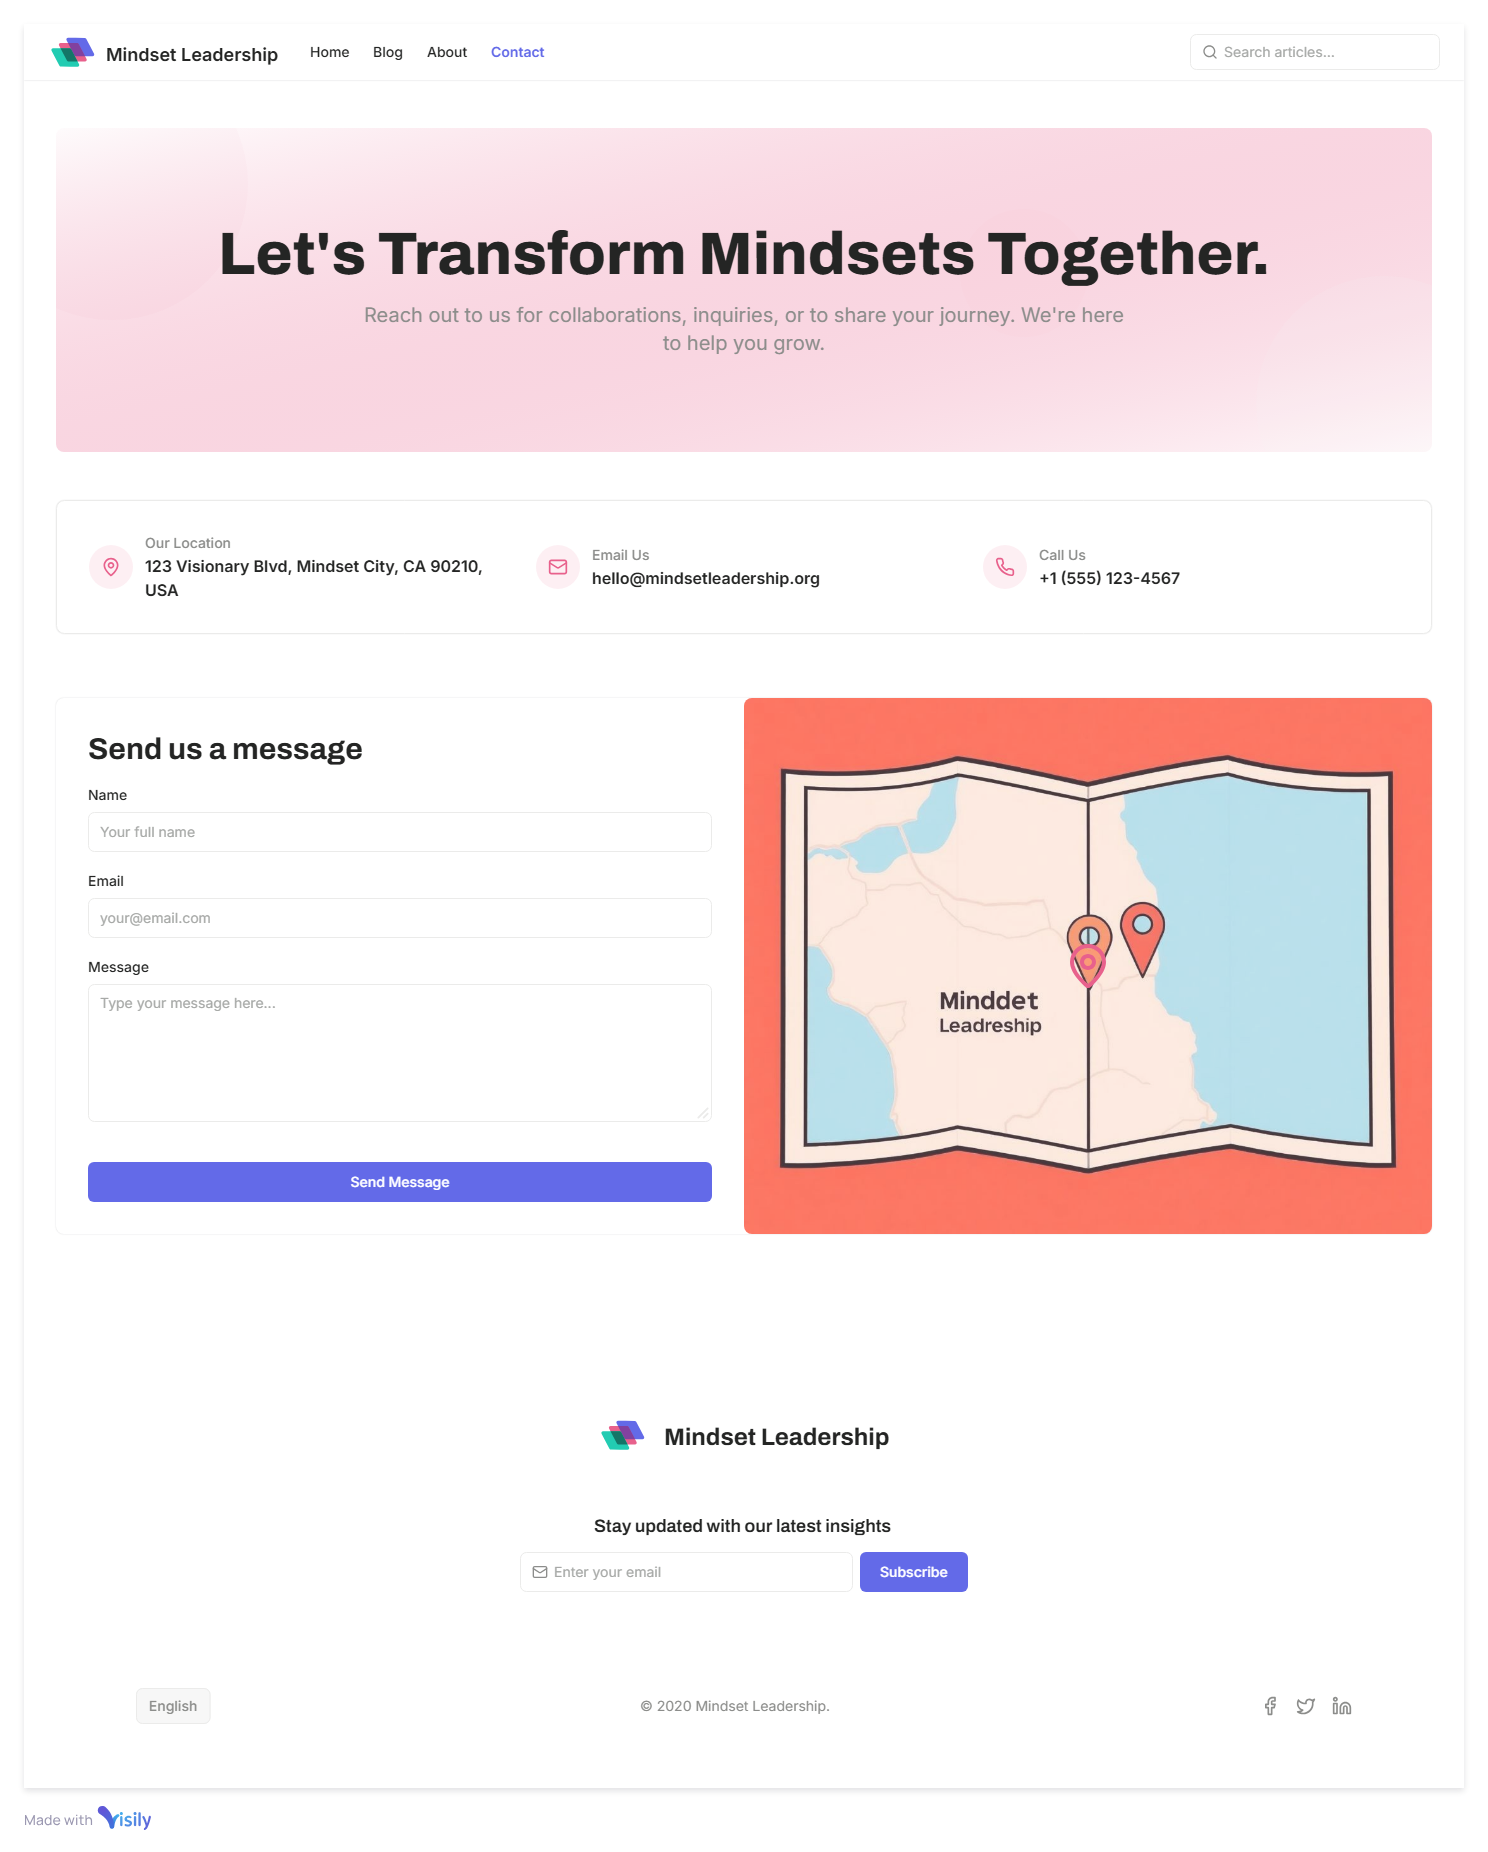 Mindset Leadership
Home
Blog
About
Contact
Search articles...
Let's Transform Mindsets Together.
Reach out to us for collaborations, inquiries, or to share your journey. We're here
to help you grow.
Our Location
123 Visionary Blvd, Mindset City, CA 90210,
USA
Email Us
hello@mindsetleadership.org
Call Us
+1 (555) 123-4567
Send us a message
Name
Your full name
Email
your@email.com
Message
Type your message here...
Send Message
Minddet
Leadreship
Mindset Leadership
Stay updated with our latest insights
Enter your email
Subscribe
English
© 2020 Mindset Leadership.
Made with Visily